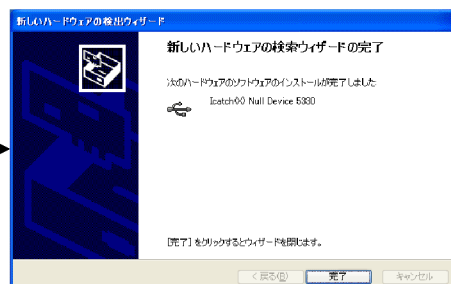 新しいハードウェアの検出ウィザード
新しいハードウェアの検索ウィザードの完了
次のハードウェアのソフトウェアのインストールが完了しました
Icatch(X) Null Device 5330
[完了] をクリックするとウィザードを閉じます。
< 戻る(B)
完了
キャンセル